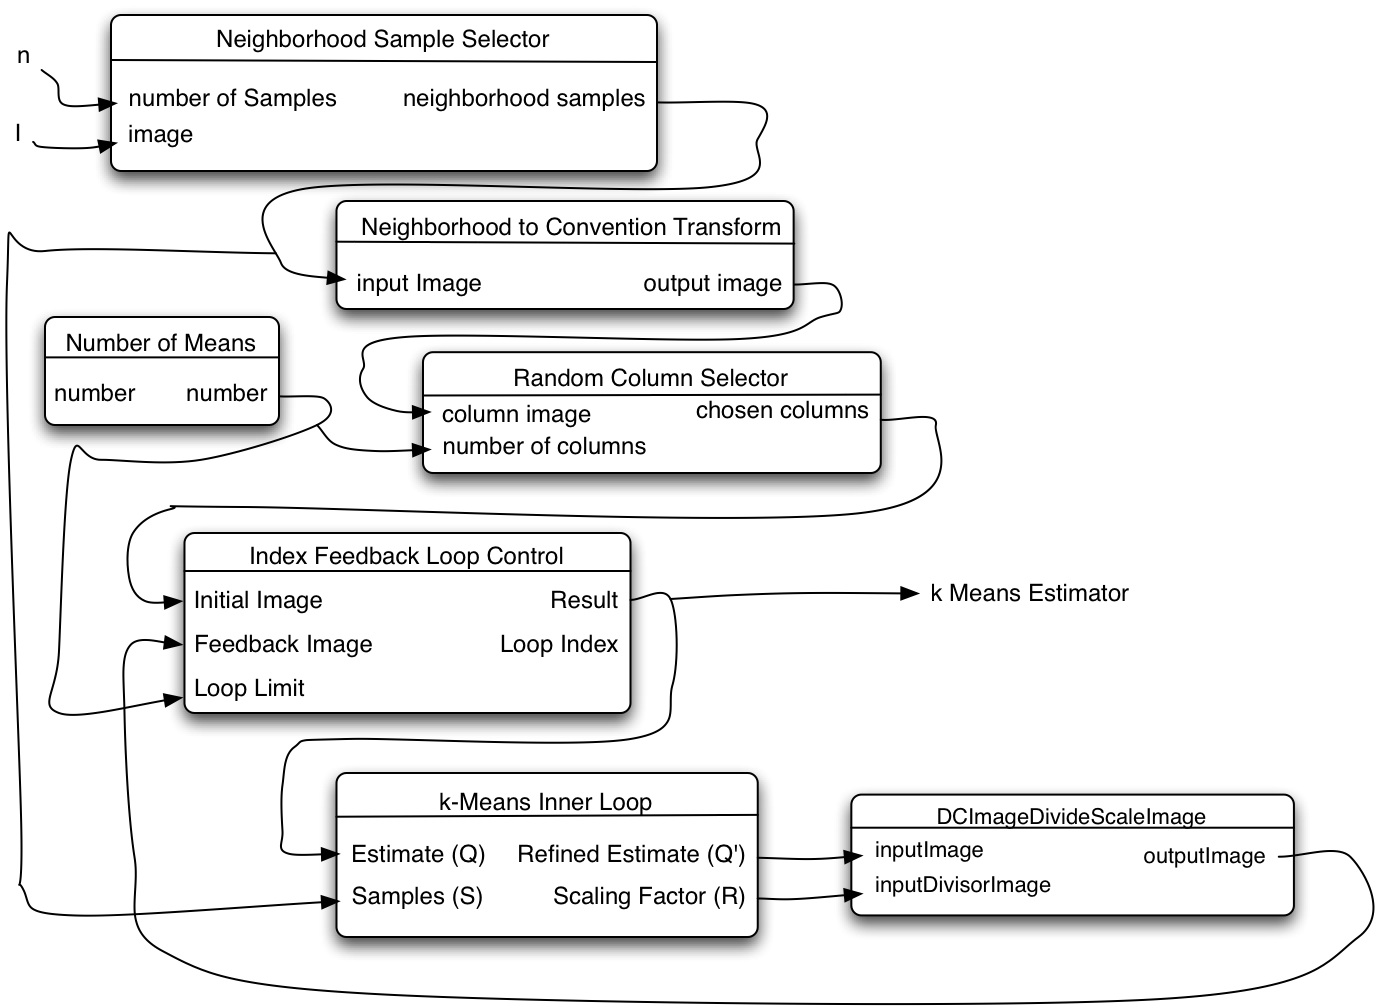 n
Neighborhood Sample Selector
number of Samples neighborhood samples
I
image
Neighborhood to Convention Transform
input Image output image
Number of Means
number number
Random Column Selector
column image chosen columns
number of columns
Index Feedback Loop Control
Initial Image Result
k Means Estimator
Feedback Image Loop Index
Loop Limit
k-Means Inner Loop
Estimate (Q) Refined Estimate (Q')
Samples (S) Scaling Factor (R)
DCImageDivideScaleImage
inputImage outputImage
inputDivisorImage